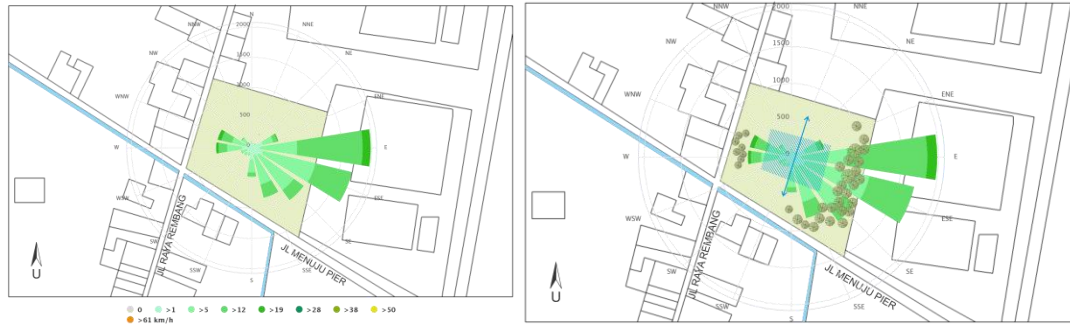 N
NNW
NNE
NW
NE
WNW
ENE
W
E
WSW
ESE
SW
SE
SSW
SSE
S
2000
1500
1000
500
0
JL RAYA REMBANG
JL MENUJU PIER
U
0 >1 >5 >12 >19 >28 >38 >50
>61 km/h
NNW
NNE
NW
NE
WNW
ENE
W
E
WSW
ESE
SW
SE
SSW
SSE
S
2000
1500
1000
500
JL RAYA REMBANG
JL MENUJU PIER
U